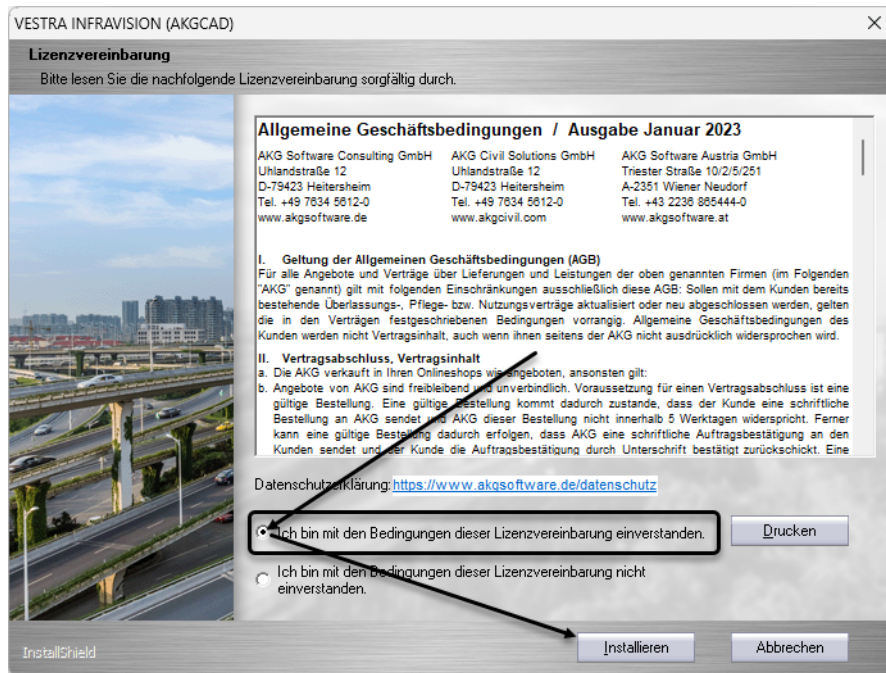 VESTRA INFRAVISION (AKGCAD)
Lizenzvereinbarung
Bitte lesen Sie die nachfolgende Lizenzvereinbarung sorgfältig durch.
Allgemeine Geschäftsbedingungen / Ausgabe Januar 2023
AKG Software Consulting GmbH AKG Civil Solutions GmbH AKG Software Austria GmbH
Uhlandstraße 12 Uhlandstraße 12 Triester Straße 10/2/5/251
D-79423 Heitersheim D-79423 Heitersheim A-2351 Wiener Neudorf
Tel. +49 7634 5612-0 Tel. +49 7634 5612-0 Tel. +43 2236 865444-0
www.akgsoftware.de www.akgcivil.com www.akgsoftware.at
I. Geltung der Allgemeinen Geschäftsbedingungen (AGB)
Für alle Angebote und Verträge über Lieferungen und Leistungen der oben genannten Firmen (im Folgenden
"AKG" genannt) gilt mit folgenden Einschränkungen ausschließlich diese AGB: Sollen mit dem Kunden bereits
bestehende Überlassungs-, Pflege- bzw. Nutzungsverträge aktualisiert oder neu abgeschlossen werden, gelten
die in den Verträgen festgeschriebenen Bedingungen vorrangig. Allgemeine Geschäftsbedingungen des
Kunden werden nicht Vertragsinhalt, auch wenn ihnen seitens der AKG nicht ausdrücklich widersprochen wird.
II. Vertragsabschluss, Vertragsinhalt
a. Die AKG verkauft in Ihren Onlineshops wie angeboten, ansonsten gilt:
b. Angebote von AKG sind freibleibend und unverbindlich. Voraussetzung für einen Vertragsabschluss ist eine
gültige Bestellung. Eine gültige Bestellung kommt dadurch zustande, dass der Kunde eine schriftliche
Bestellung an AKG sendet und AKG dieser Bestellung nicht innerhalb 5 Werktagen widerspricht. Ferner
kann eine gültige Bestellung dadurch erfolgen, dass AKG eine schriftliche Auftragsbestätigung an den
Kunden sendet und der Kunde die Auftragsbestätigung durch Unterschrift bestätigt zurückschickt. Eine
Datenschutzerklärung: https://www.akgsoftware.de/datenschutz
Ich bin mit den Bedingungen dieser Lizenzvereinbarung einverstanden.
Drucken
Ich bin mit den Bedingungen dieser Lizenzvereinbarung nicht
einverstanden.
InstallShield
Installieren
Abbrechen